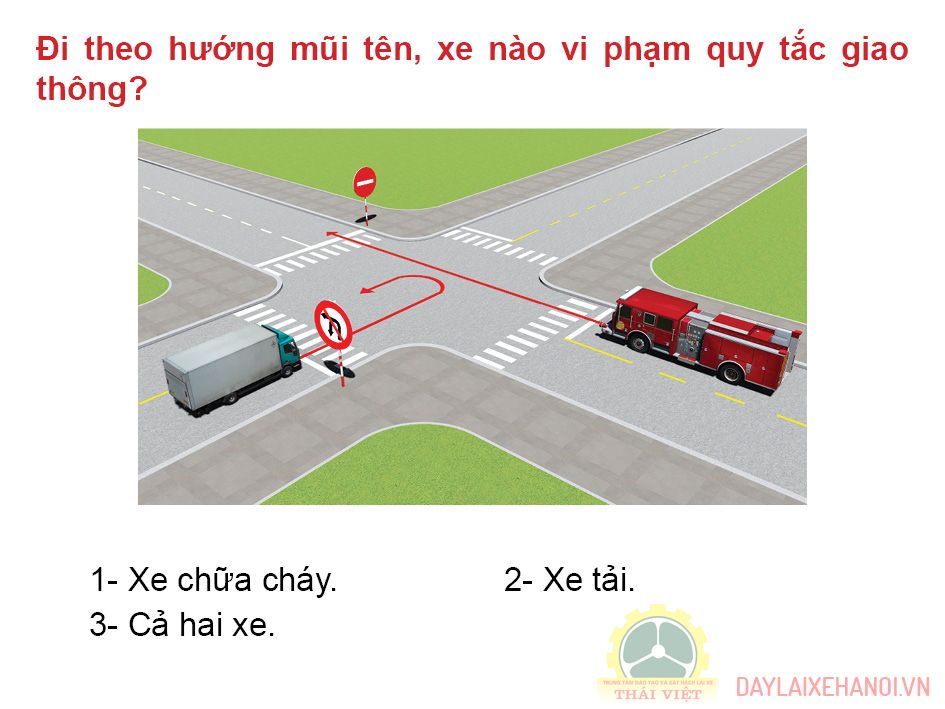 Đi theo hướng mũi tên, xe nào vi phạm quy tắc giao
thông?
1- Xe chữa cháy. 2- Xe tải.
3- Cả hai xe.
TRUNG TÂM ĐÀO TẠO VÀ SÁT HẠCH LÁI XE
THÁI VIỆT
DAYLAIXEHANOI.VN